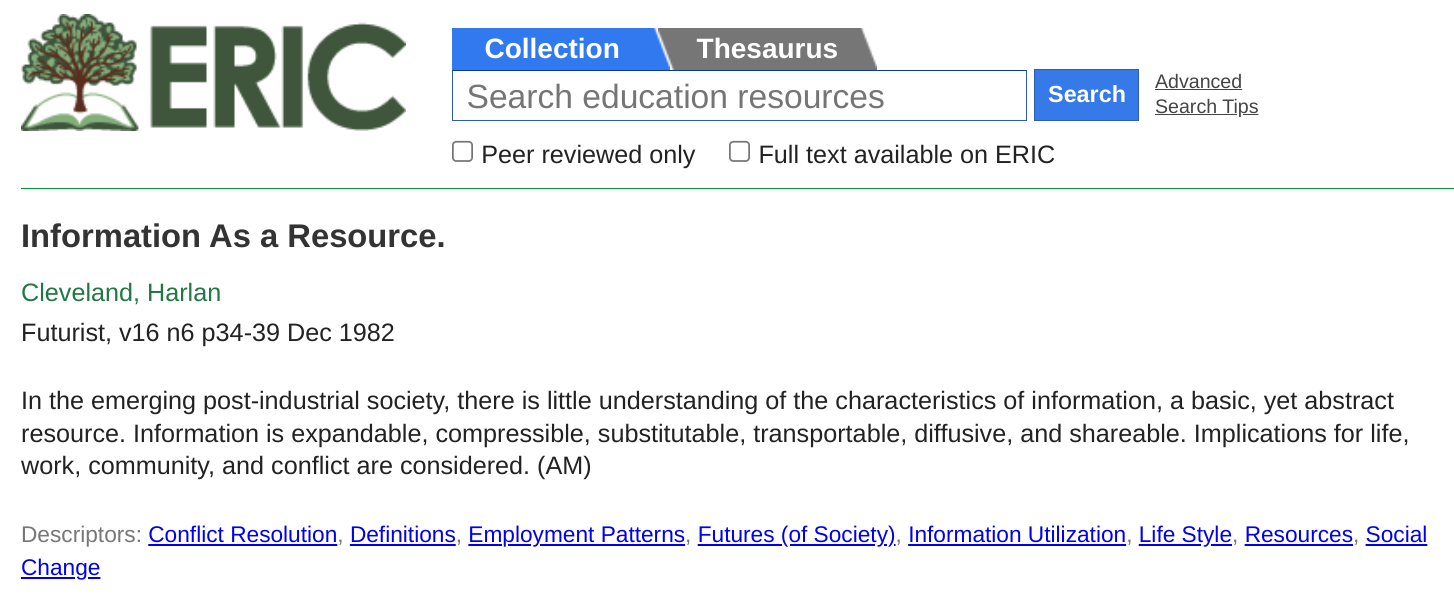 ERIC
Collection Thesaurus
Search education resources Search
Advanced
Search Tips
Peer reviewed only Full text available on ERIC
Information As a Resource.
Cleveland, Harlan
Futurist, v16 n6 p34-39 Dec 1982
In the emerging post-industrial society, there is little understanding of the characteristics of information, a basic, yet abstract
resource. Information is expandable, compressible, substitutable, transportable, diffusive, and shareable. Implications for life,
work, community, and conflict are considered. (AM)
Descriptors: Conflict Resolution, Definitions, Employment Patterns, Futures (of Society), Information Utilization, Life Style, Resources, Social
Change